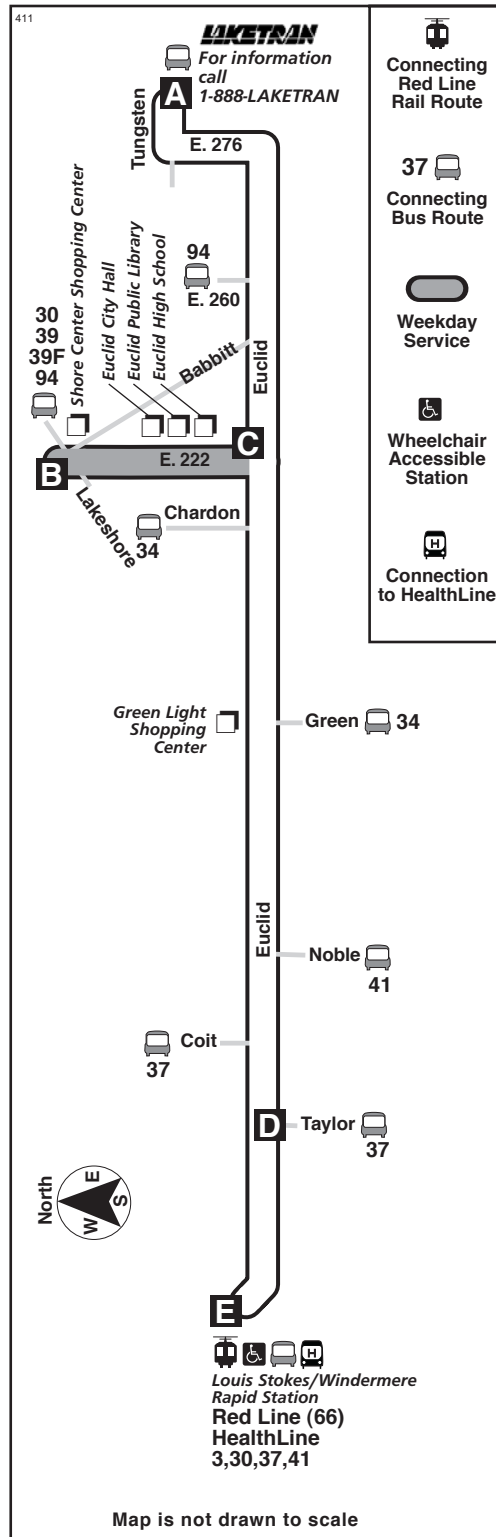 411
LAKETRAN
For information
call
1-888-LAKETRAN
A
Tungsten
E. 276
94
E. 260
Shore Center Shopping Center
Euclid City Hall
Euclid Public Library
Euclid High School
30
39
39F
94
Babbitt
Euclid
C
E. 222
B
Lakeshore
Chardon
34
Green Light
Shopping
Center
Green 34
Euclid
Noble
41
Coit
37
D
Taylor
37
North
E
S
W
E
H
Louis Stokes/Windermere
Rapid Station
Red Line (66)
HealthLine
3,30,37,41
Map is not drawn to scale
Connecting
Red Line
Rail Route
37
Connecting
Bus Route
Weekday
Service
Wheelchair
Accessible
Station
H
Connection
to HealthLine